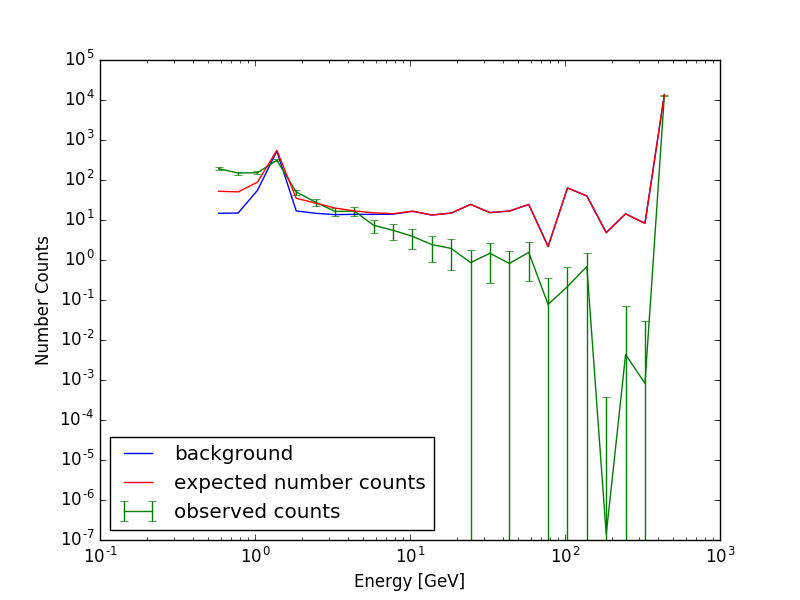 10^5
10^4
10^3
10^2
10^1
10^0
10^-1
10^-2
10^-3
10^-4
10^-5
10^-6
10^-7
Number Counts
background
expected number counts
observed counts
10^-1 10^0 10^1 10^2 10^3
Energy [GeV]